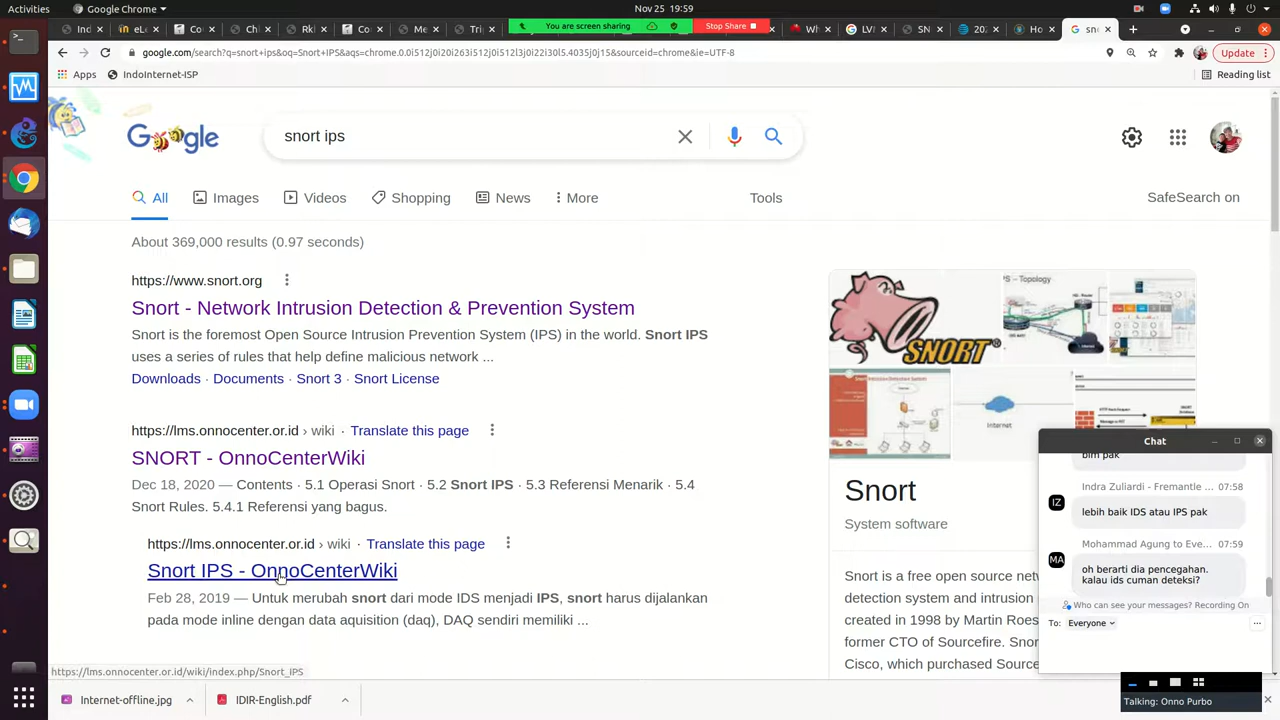 Activities
Google Chrome
Nov 25 19:59
You are screen sharing
Stop Share
google.com/search?q=snort+ips&oq=Snort+IPS&aqs=chrome.0.0i512j0i20i263i512j0i512l3j0i22i30l5.4035j0j15&sourceid=chrome&ie=UTF-8
Update
Apps
IndoInternet-ISP
Reading list
Google
snort ips
All
Images
Videos
Shopping
News
More
Tools
SafeSearch on
About 369,000 results (0.97 seconds)
https://www.snort.org
Snort - Network Intrusion Detection & Prevention System
Snort is the foremost Open Source Intrusion Prevention System (IPS) in the world. Snort IPS
uses a series of rules that help define malicious network ...
Downloads · Documents · Snort 3 · Snort License
https://lms.onnocenter.or.id › wiki · Translate this page
SNORT - OnnoCenterWiki
Dec 18, 2020 — Contents · 5.1 Operasi Snort · 5.2 Snort IPS · 5.3 Referensi Menarik · 5.4
Snort Rules. 5.4.1 Referensi yang bagus.
https://lms.onnocenter.or.id › wiki · Translate this page
Snort IPS - OnnoCenterWiki
Feb 28, 2019 — Untuk merubah snort dari mode IDS menjadi IPS, snort harus dijalankan
pada mode inline dengan data aquisition (daq), DAQ sendiri memiliki ...
SNORT
Snort
System software
Snort is a free open source net
detection system and intrusion
created in 1998 by Martin Roes
former CTO of Sourcefire. Snor
Cisco, which purchased Source
Chat
bim pak
Indra Zuliardi - Fremantle ... 07:58
IZ
lebih baik IDS atau IPS pak
Mohammad Agung to Eve... 07:59
MA
oh berarti dia pencegahan.
kalau ids cuman deteksi?
Who can see your messages? Recording On
To: Everyone
Talking: Onno Purbo
https://lms.onnocenter.or.id/wiki/index.php/Snort_IPS
Internet-offline.jpg
IDIR-English.pdf